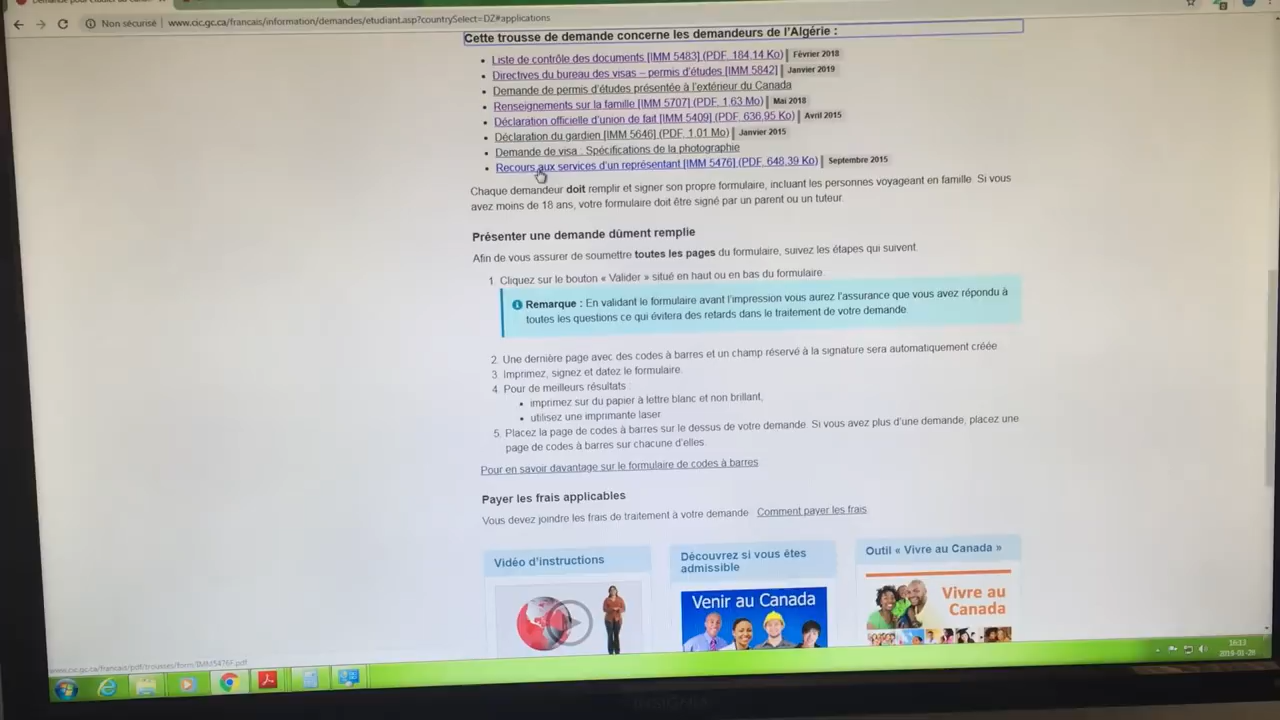 Non sécurisé | www.cic.gc.ca/francais/information/demandes/etudiant.asp?countrySelect=DZ#applications
Cette trousse de demande concerne les demandeurs de l'Algérie :
Liste de contrôle des documents [IMM 5483] (PDF, 184,14 Ko) Février 2018
Directives du bureau des visas – permis d'études [IMM 5842] Janvier 2019
Demande de permis d'études présentée à l'extérieur du Canada
Renseignements sur la famille [IMM 5707] (PDF, 1,63 Mo) Mai 2018
Déclaration officielle d'union de fait [IMM 5409] (PDF, 636,95 Ko) Avril 2015
Déclaration du gardien [IMM 5646] (PDF, 1.01 Mo) Janvier 2015
Demande de visa : Spécifications de la photographie
Recours aux services d'un représentant [IMM 5476] (PDF, 648,39 Ko) Septembre 2015
Chaque demandeur doit remplir et signer son propre formulaire, incluant les personnes voyageant en famille. Si vous
avez moins de 18 ans, votre formulaire doit être signé par un parent ou un tuteur.
Présenter une demande dûment remplie
Afin de vous assurer de soumettre toutes les pages du formulaire, suivez les étapes qui suivent.
1. Cliquez sur le bouton « Valider » situé en haut ou en bas du formulaire.
Remarque : En validant le formulaire avant l'impression vous aurez l'assurance que vous avez répondu à
toutes les questions ce qui évitera des retards dans le traitement de votre demande.
2. Une dernière page avec des codes à barres et un champ réservé à la signature sera automatiquement créée.
3. Imprimez, signez et datez le formulaire.
4. Pour de meilleurs résultats :
imprimez sur du papier à lettre blanc et non brillant,
utilisez une imprimante laser.
5. Placez la page de codes à barres sur le dessus de votre demande. Si vous avez plus d'une demande, placez une
page de codes à barres sur chacune d'elles.
Pour en savoir davantage sur le formulaire de codes à barres
Payer les frais applicables
Vous devez joindre les frais de traitement à votre demande : Comment payer les frais.
Vidéo d'instructions
Découvrez si vous êtes
admissible
Outil « Vivre au Canada »
Venir au Canada
Vivre au
Canada
www.cic.gc.ca/francais/pdf/trousses/form/IMM5476F.pdf
16:13
2019-01-28
INSIGNIA